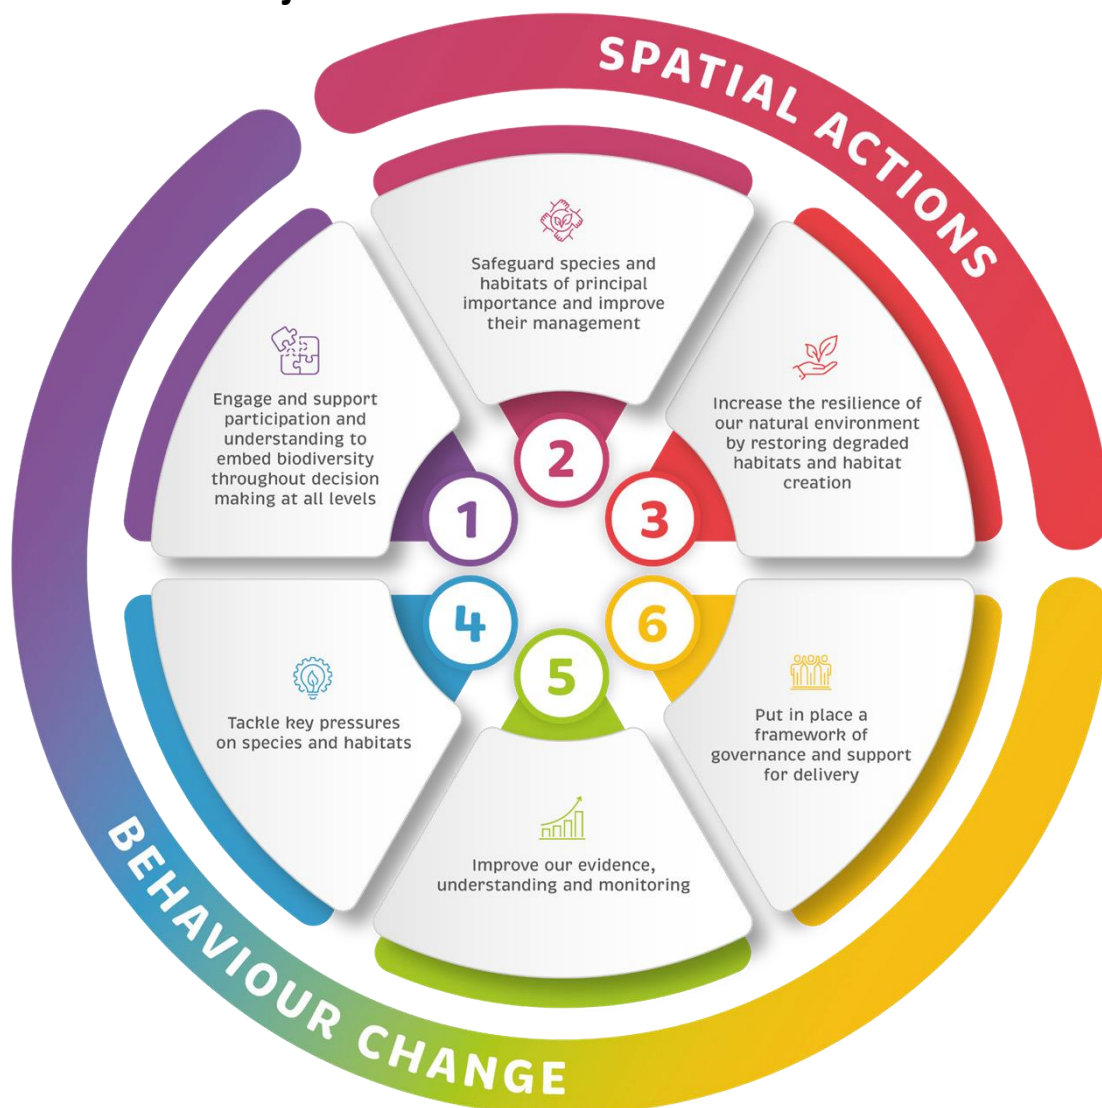 SPATIAL ACTIONS
Safeguard species and
habitats of principal
importance and improve
their management
2
Engage and support
participation and
understanding to
embed biodiversity
throughout decision
making at all levels
1
Increase the resilience of
our natural environment
by restoring degraded
habitats and habitat
creation
3
Tackle key pressures
on species and habitats
4
Improve our evidence,
understanding and monitoring
5
Put in place a
framework of
governance and support
for delivery
6
BEHAVIOUR CHANGE